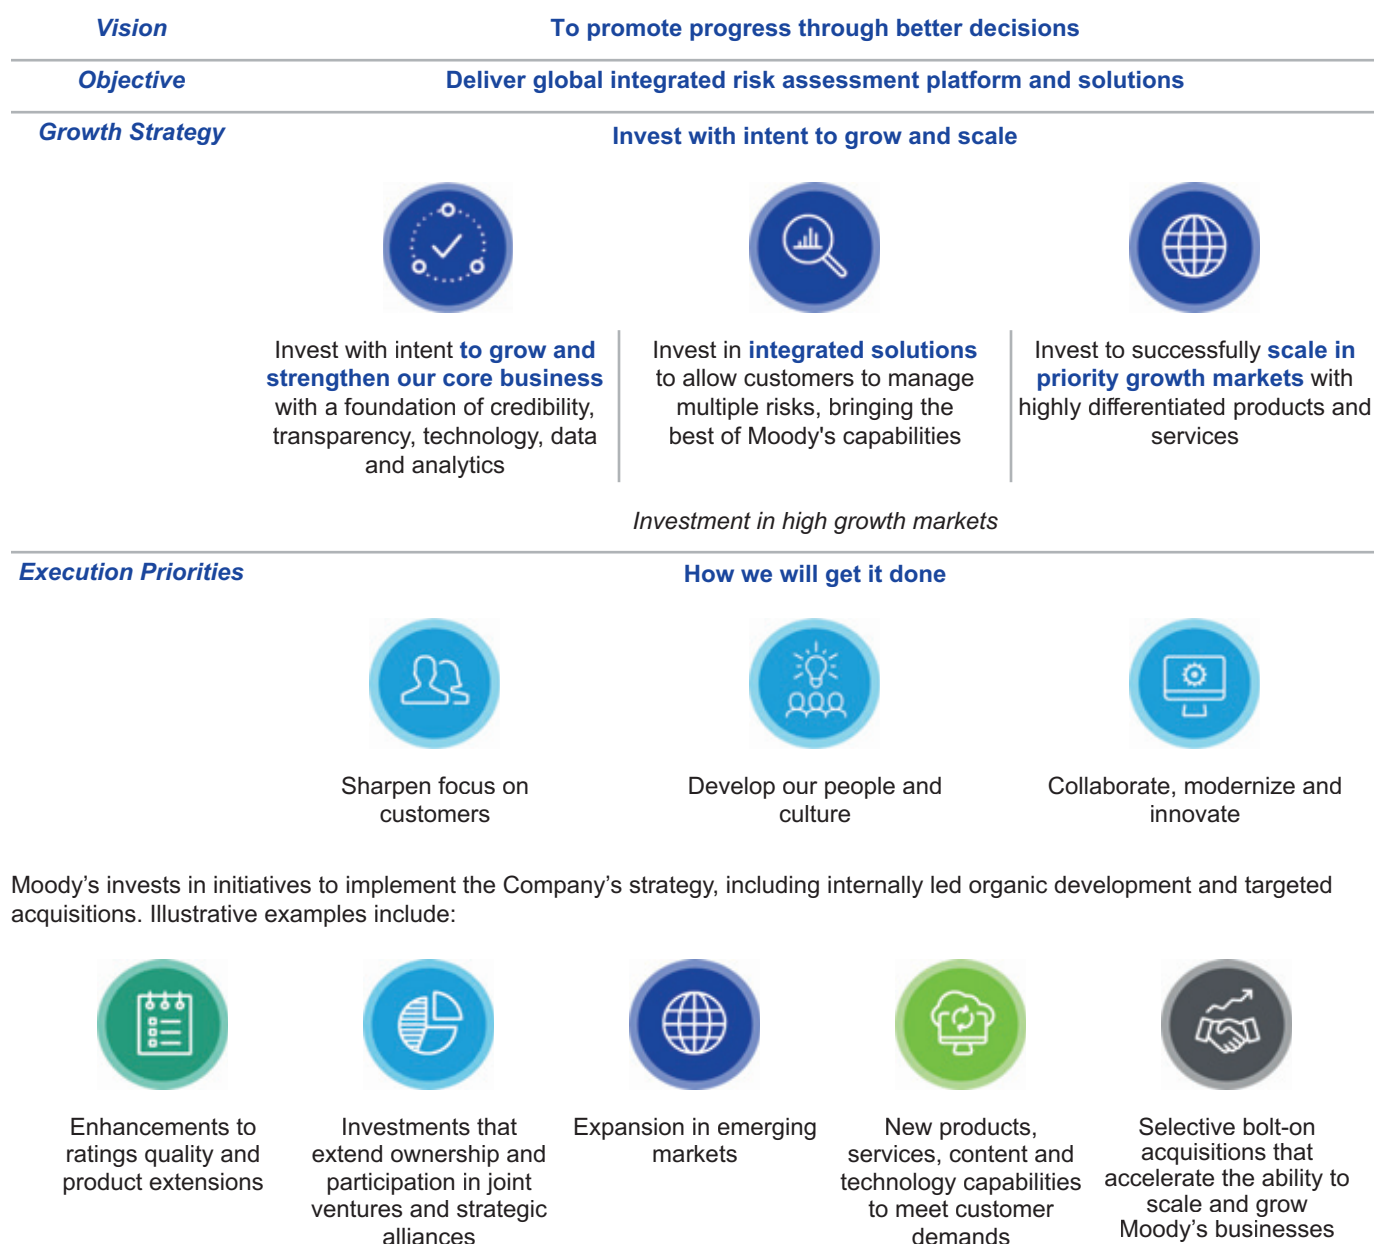 Vision
To promote progress through better decisions
Objective
Deliver global integrated risk assessment platform and solutions
Growth Strategy
Invest with intent to grow and scale
Invest with intent to grow and
strengthen our core business
with a foundation of credibility,
transparency, technology, data
and analytics
Invest in integrated solutions
to allow customers to manage
multiple risks, bringing the
best of Moody's capabilities
Invest to successfully scale in
priority growth markets with
highly differentiated products and
services
Investment in high growth markets
Execution Priorities
How we will get it done
Sharpen focus on
customers
Develop our people and
culture
Collaborate, modernize and
innovate
Moody’s invests in initiatives to implement the Company’s strategy, including internally led organic development and targeted
acquisitions. Illustrative examples include:
Enhancements to
ratings quality and
product extensions
Investments that
extend ownership and
participation in joint
ventures and strategic
alliances
Expansion in emerging
markets
New products,
services, content and
technology capabilities
to meet customer
demands
Selective bolt-on
acquisitions that
accelerate the ability to
scale and grow
Moody’s businesses